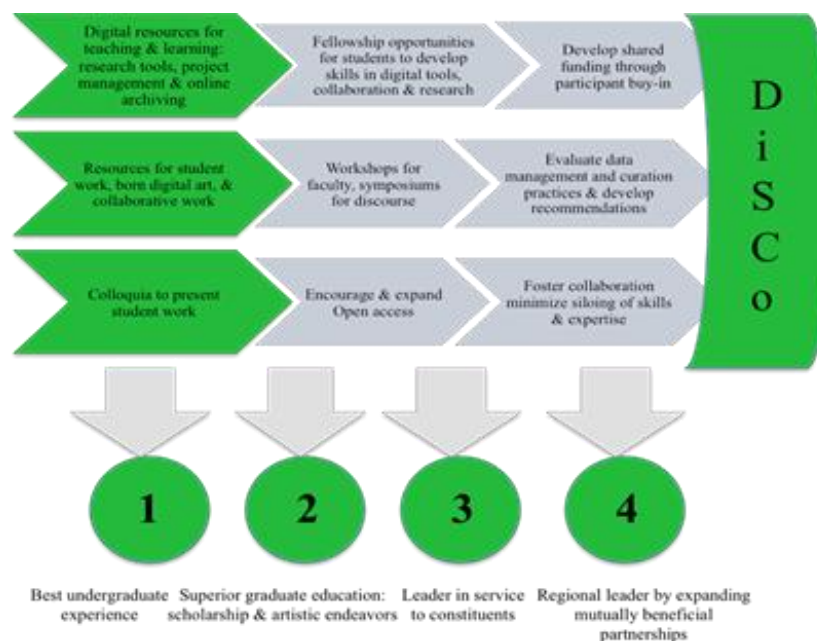 Digital resources for
teaching & learning:
research tools, project
management & online
archiving
Fellowship opportunities
for students to develop
skills in digital tools,
collaboration & research
Develop shared
funding through
participant buy-in
Resources for student
work, born digital art, &
collaborative work
Workshops for
faculty, symposiums
for discourse
Evaluate data
management and curation
practices & develop
recommendations
Colloquia to present
student work
Encourage & expand
Open access
Foster collaboration
minimize siloing of skills
& expertise
D
i
S
C
o
1
2
3
4
Best undergraduate
experience
Superior graduate education:
scholarship & artistic endeavors
Leader in service
to constituents
Regional leader by expanding
mutually beneficial
partnerships